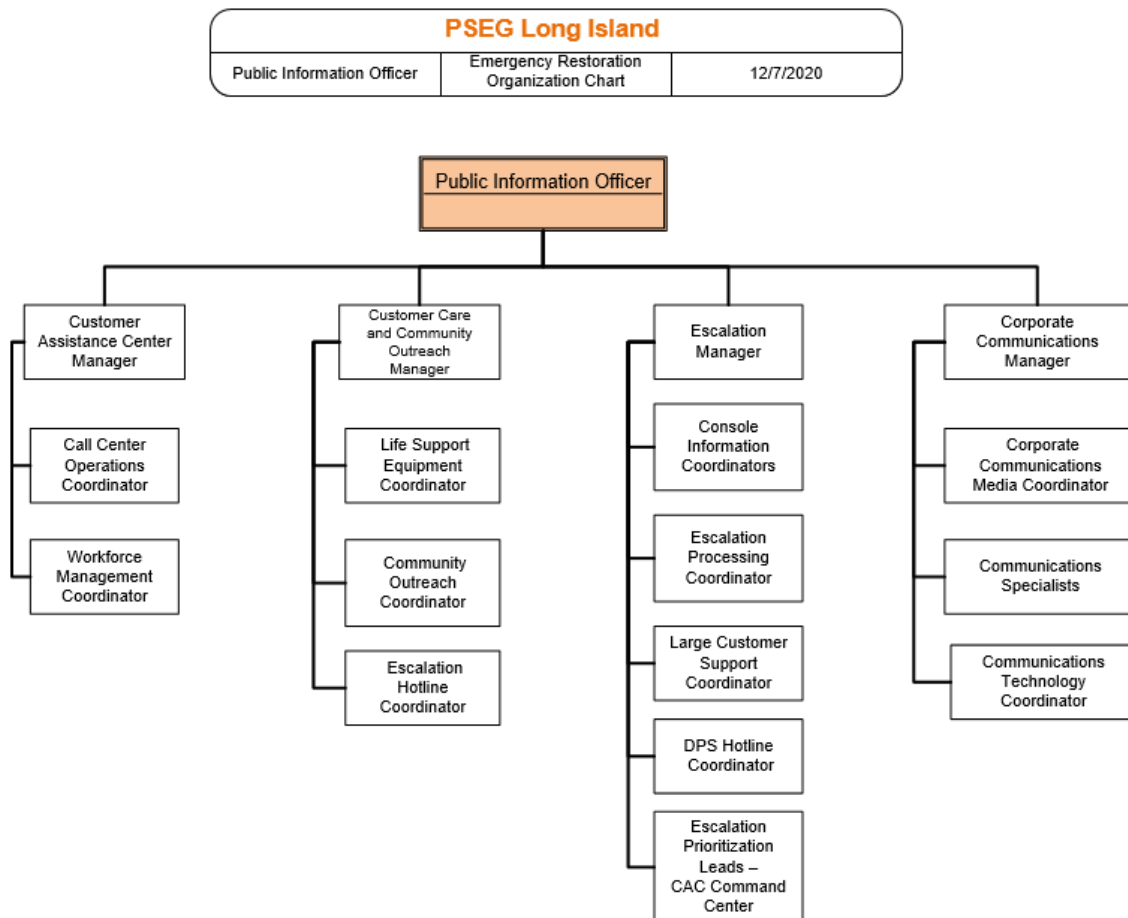 PSEG Long Island
Public Information Officer
Emergency Restoration
Organization Chart
12/7/2020
Public Information Officer
Customer
Assistance Center
Manager
Call Center
Operations
Coordinator
Workforce
Management
Coordinator
Customer Care
and Community
Outreach
Manager
Life Support
Equipment
Coordinator
Community
Outreach
Coordinator
Escalation
Hotline
Coordinator
Escalation
Manager
Console
Information
Coordinators
Escalation
Processing
Coordinator
Large Customer
Support
Coordinator
DPS Hotline
Coordinator
Escalation
Prioritization
Leads –
CAC Command
Center
Corporate
Communications
Manager
Corporate
Communications
Media Coordinator
Communications
Specialists
Communications
Technology
Coordinator